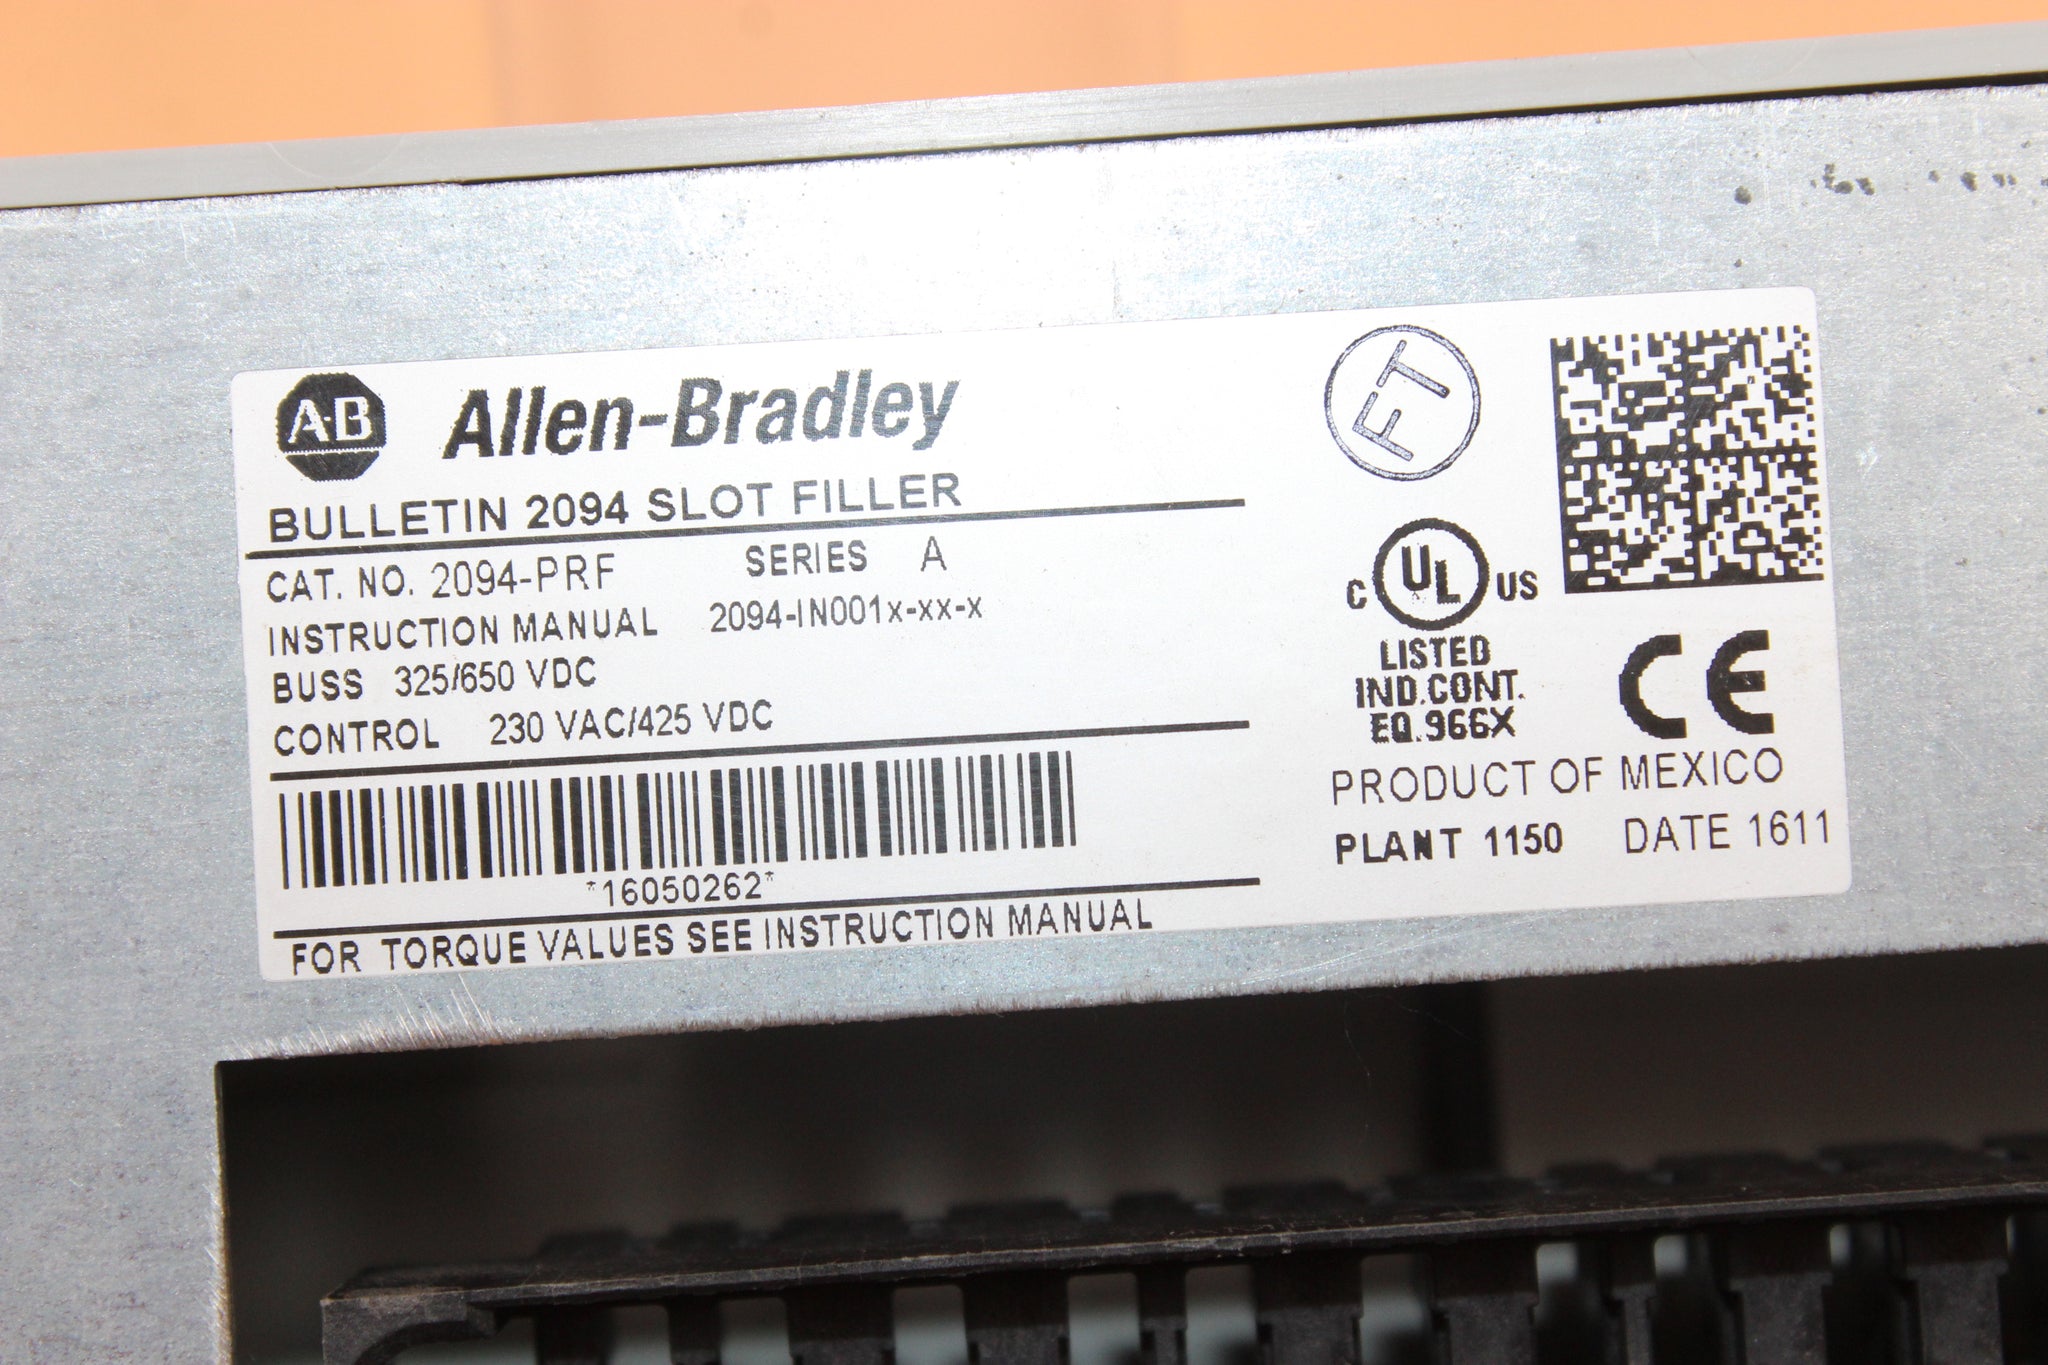 A-B Allen-Bradley
BULLETIN 2094 SLOT FILLER
CAT. NO. 2094-PRF SERIES A
INSTRUCTION MANUAL 2094-IN001x-xx-x
BUSS 325/650 VDC
CONTROL 230 VAC/425 VDC
*16050262*
FOR TORQUE VALUES SEE INSTRUCTION MANUAL
FT
C UL US
LISTED
IND.CONT.
EQ.966X
CE
PRODUCT OF MEXICO
PLANT 1150 DATE 1611